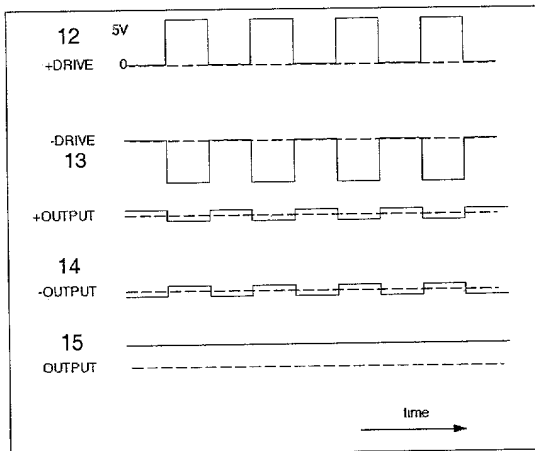 12 5V
+DRIVE 0
-DRIVE
13
+OUTPUT
14
-OUTPUT
15
OUTPUT
time